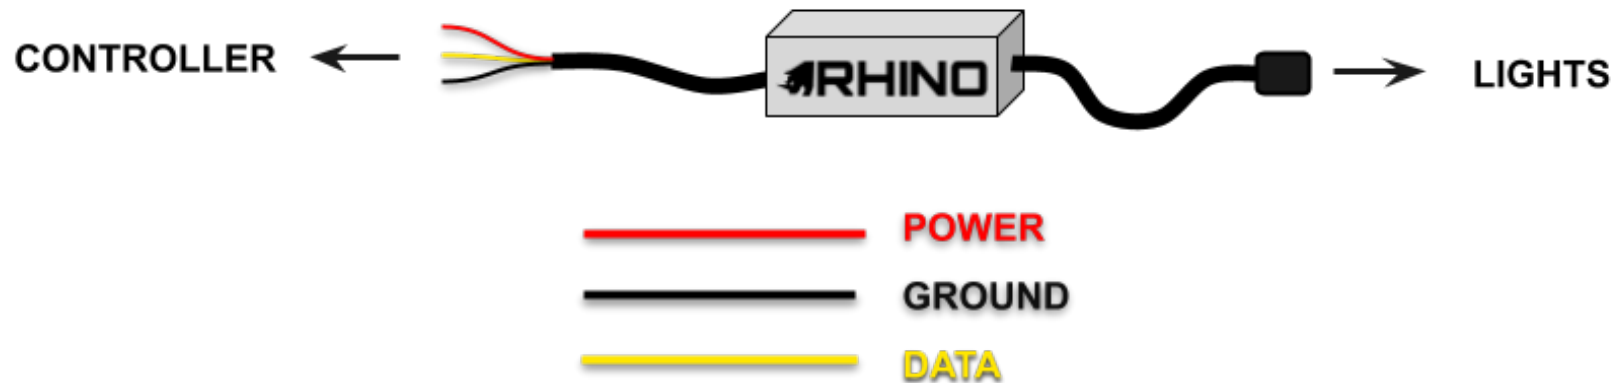 CONTROLLER
RHINO
LIGHTS
POWER
GROUND
DATA